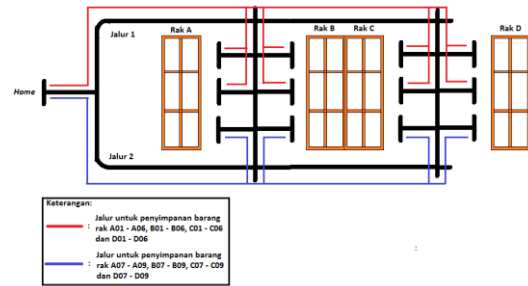 Jalur 1
Rak A
Rak B
Rak C
Rak D
Home
Jalur 2
Keterangan:
: Jalur untuk penyimpanan barang
rak A01 - A06, B01 - B06, C01 - C06
dan D01 - D06
: Jalur untuk penyimpanan barang
rak A07 - A09, B07 - B09, C07 - C09
dan D07 - D09
: